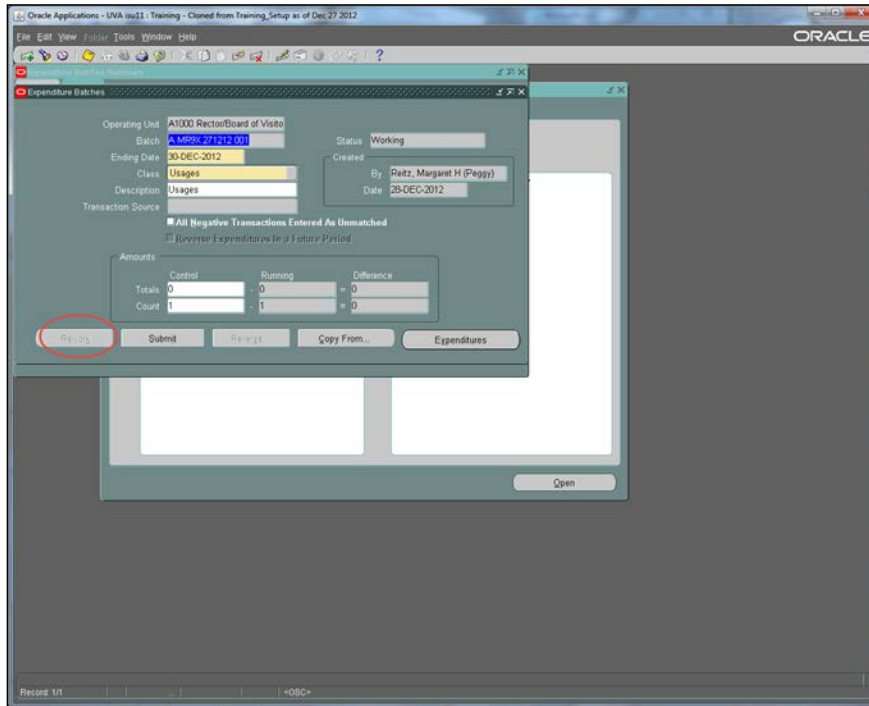 Oracle Applications - UVA isu11 : Training - Cloned from Training_Setup as of Dec 27 2012
File Edit View Folder Tools Window Help
ORACLE
Expenditure Batches Summary
Expenditure Batches
Operating Unit A1000 Rector/Board of Visito
Batch A MR9X 271212 001 Status Working
Ending Date 30-DEC-2012 Created
Class Usages By Reitz, Margaret H (Peggy)
Description Usages Date 28-DEC-2012
Transaction Source
All Negative Transactions Entered As Unmatched
Reverse Expenditures In a Future Period
Amounts
Control Running Difference
Totals 0 - 0 = 0
Count 1 - 1 = 0
Rework Submit Reverse Copy From... Expenditures
Open
Record: 1/1 ... <OSC>